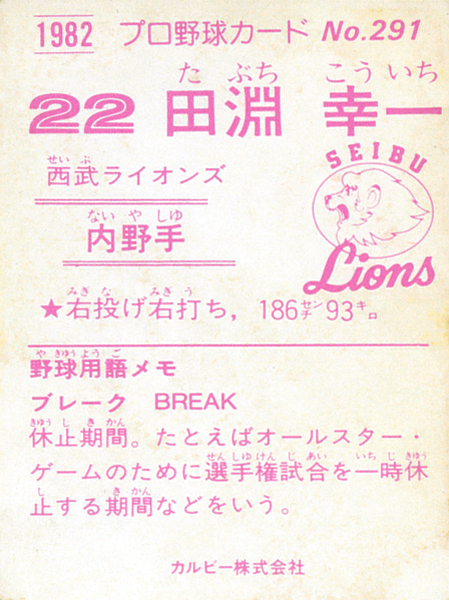 1982 プロ野球カード No.291
た ぶち こう いち
22 田淵 幸一
せい ぶ
西武ライオンズ
SEIBU
Lions
ない や しゅ
内野手
みぎ な みぎ う
★右投げ右打ち，186センチ93キロ
や きゅう よう ご
野球用語メモ
ブレーク BREAK
きゅう し き かん
休止期間。たとえばオールスター・
せん しゅ けん じ あい いち じ きゅう
ゲームのために選手権試合を一時休
し き かん
止する期間などをいう。
カルビー株式会社